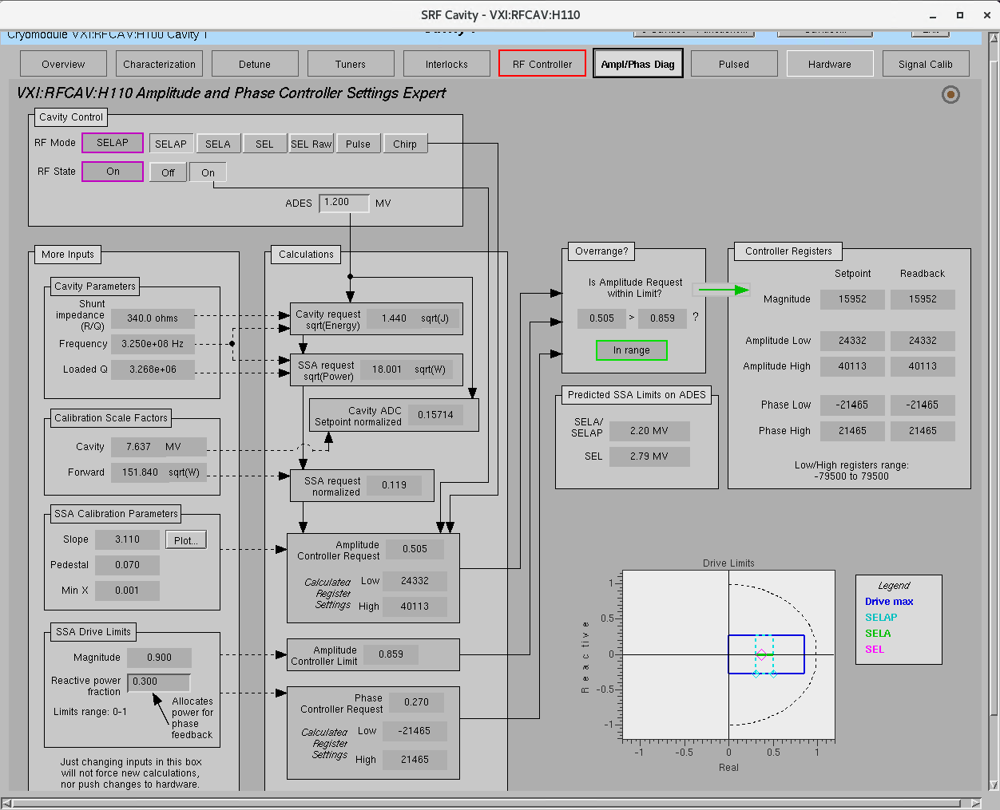 SRF Cavity - VXI:RFCAV:H110
Cryomodule VXI:RFCAV:H100 Cavity 1
Overview
Characterization
Detune
Tuners
Interlocks
RF Controller
Ampl/Phas Diag
Pulsed
Hardware
Signal Calib
VXI:RFCAV:H110 Amplitude and Phase Controller Settings Expert
Cavity Control
RF Mode SELAP SELAP SELA SEL SEL Raw Pulse Chirp
RF State On Off On
ADES 1.200 MV
More Inputs
Cavity Parameters
Shunt
impedance
(R/Q)
340.0 ohms
Frequency 3.250e+08 Hz
Loaded Q 3.268e+06
Calibration Scale Factors
Cavity 7.637 MV
Forward 151.840 sqrt(W)
SSA Calibration Parameters
Slope 3.110 Plot...
Pedestal 0.070
Min X 0.001
SSA Drive Limits
Magnitude 0.900
Reactive power
fraction
0.300
Limits range: 0-1
Allocates
power for
phase
feedback
Just changing inputs in this box
will not force new calculations,
nor push changes to hardware.
Calculations
Cavity request
sqrt(Energy)
1.440 sqrt(J)
SSA request
sqrt(Power)
18.001 sqrt(W)
Cavity ADC
Setpoint normalized
0.15714
SSA request
normalized
0.119
Amplitude
Controller Request
0.505
Calculated
Register
Settings
Low 24332
High 40113
Amplitude
Controller Limit
0.859
Phase
Controller Request
0.270
Calculated
Register
Settings
Low -21465
High 21465
Overrange?
Is Amplitude Request
within Limit?
0.505 > 0.859 ?
In range
Predicted SSA Limits on ADES
SELA/
SELAP
2.20 MV
SEL 2.79 MV
Controller Registers
Setpoint Readback
Magnitude 15952 15952
Amplitude Low 24332 24332
Amplitude High 40113 40113
Phase Low -21465 -21465
Phase High 21465 21465
Low/High registers range:
-79500 to 79500
Drive Limits
Reactive
1
0.5
0
-0.5
-1
-1 -0.5 0 0.5 1
Real
Legend
Drive max
SELAP
SELA
SEL